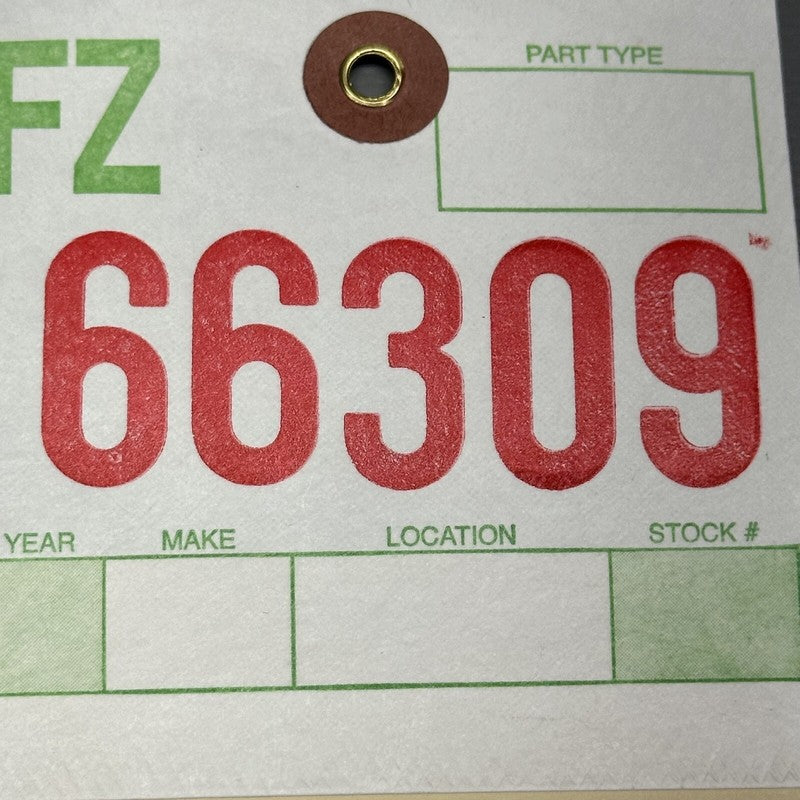 FZ
PART TYPE
66309
YEAR MAKE LOCATION STOCK #